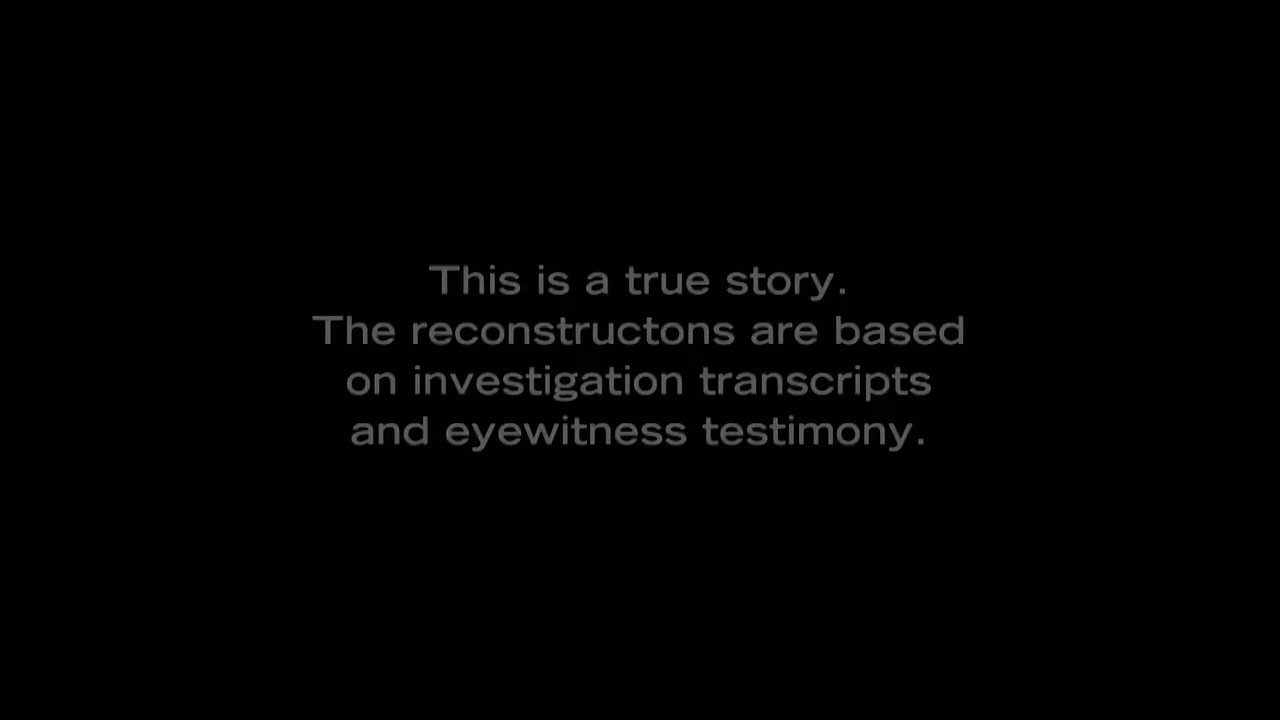 This is a true story.
The reconstructons are based
on investigation transcripts
and eyewitness testimony.